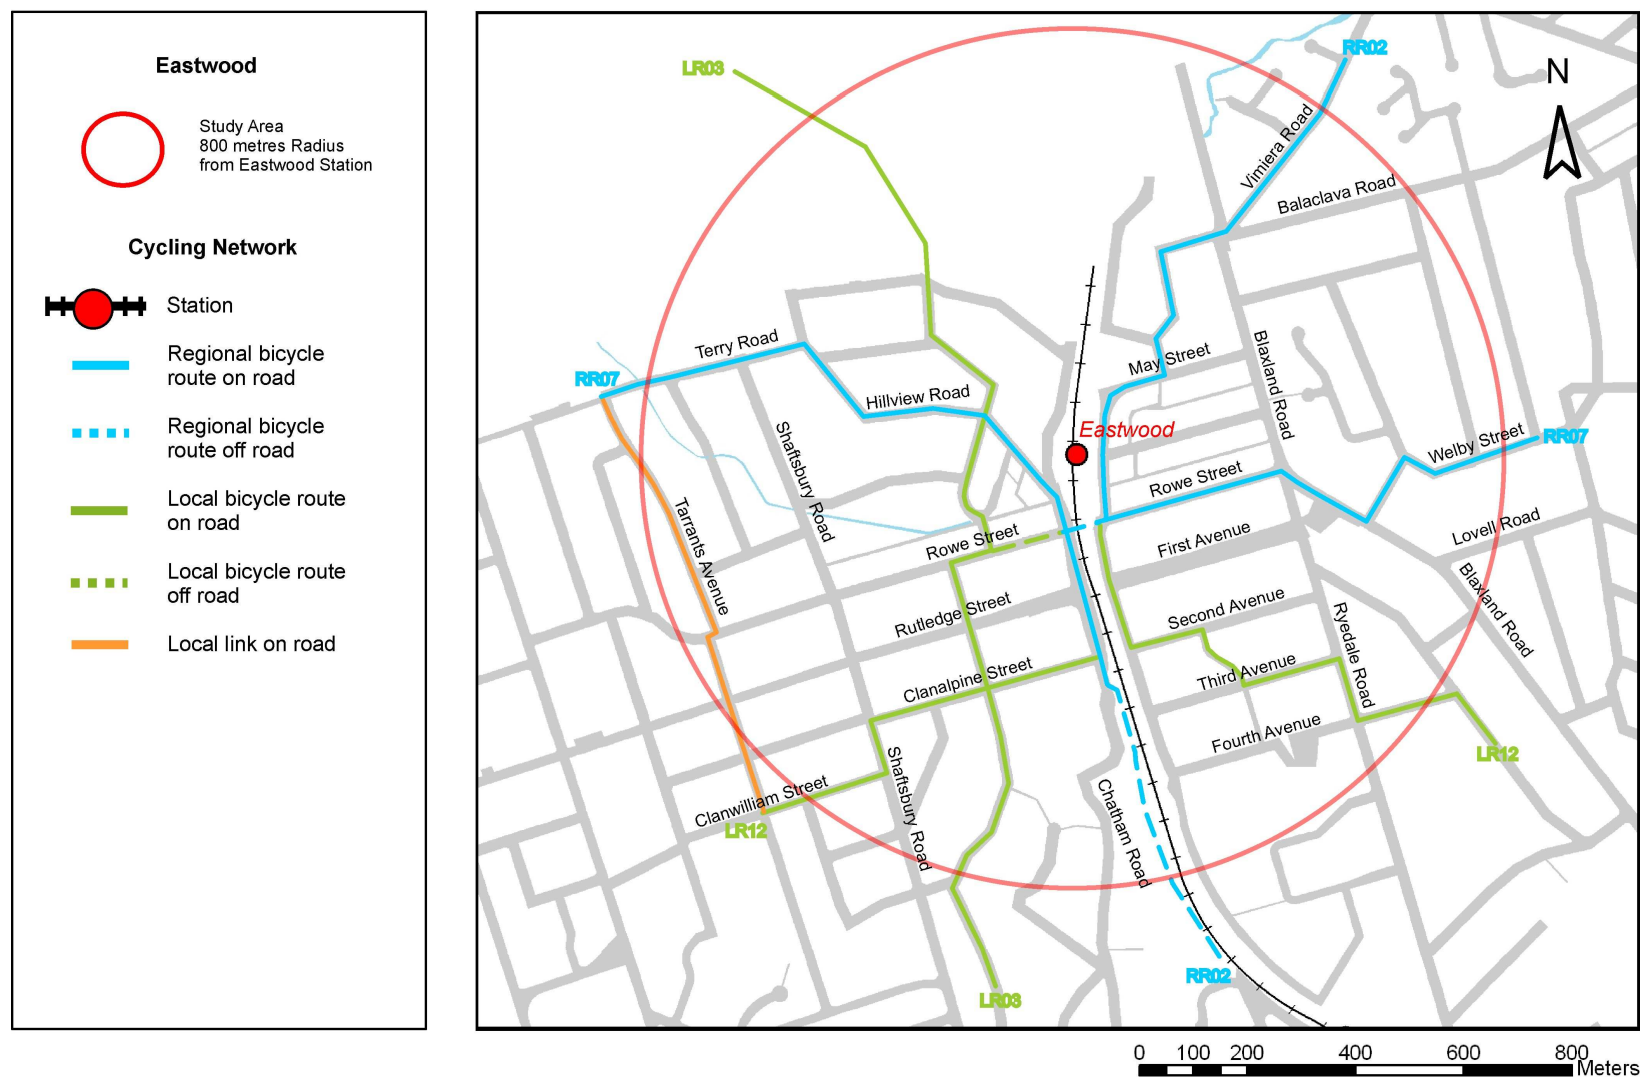 Eastwood
Study Area
800 metres Radius
from Eastwood Station
Cycling Network
Station
Regional bicycle
route on road
Regional bicycle
route off road
Local bicycle route
on road
Local bicycle route
off road
Local link on road
RR02
LR03
N
Vimiera Road
Balaclava Road
Terry Road
May Street
Blaxland Road
RR07
Hillview Road
Eastwood
Welby Street
RR07
Shaftsbury Road
Rowe Street
Tarrants Avenue
Rowe Street
First Avenue
Lovell Road
Blaxland Road
Rutledge Street
Second Avenue
Ryedale Road
Clanalpine Street
Third Avenue
Fourth Avenue
LR12
Clanwilliam Street
Shaftsbury Road
Chatham Road
LR12
RR02
LR03
0 100 200 400 600 800
Meters